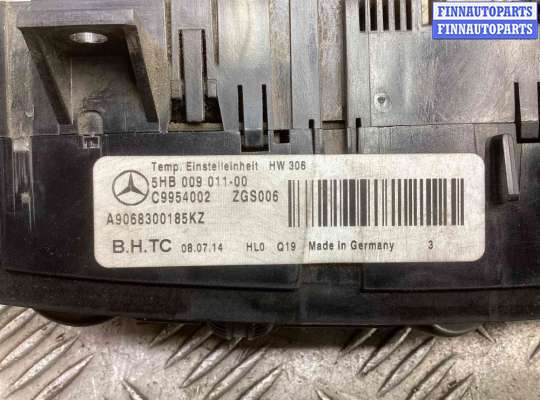 FINNAUTOPARTS
FINNAUTOPARTS
Temp. Einstelleinheit HW 306
5HB 009 011-00
C9954002 ZGS006
A9068300185KZ
B.H.TC 08.07.14 HL0 Q19 Made in Germany 3